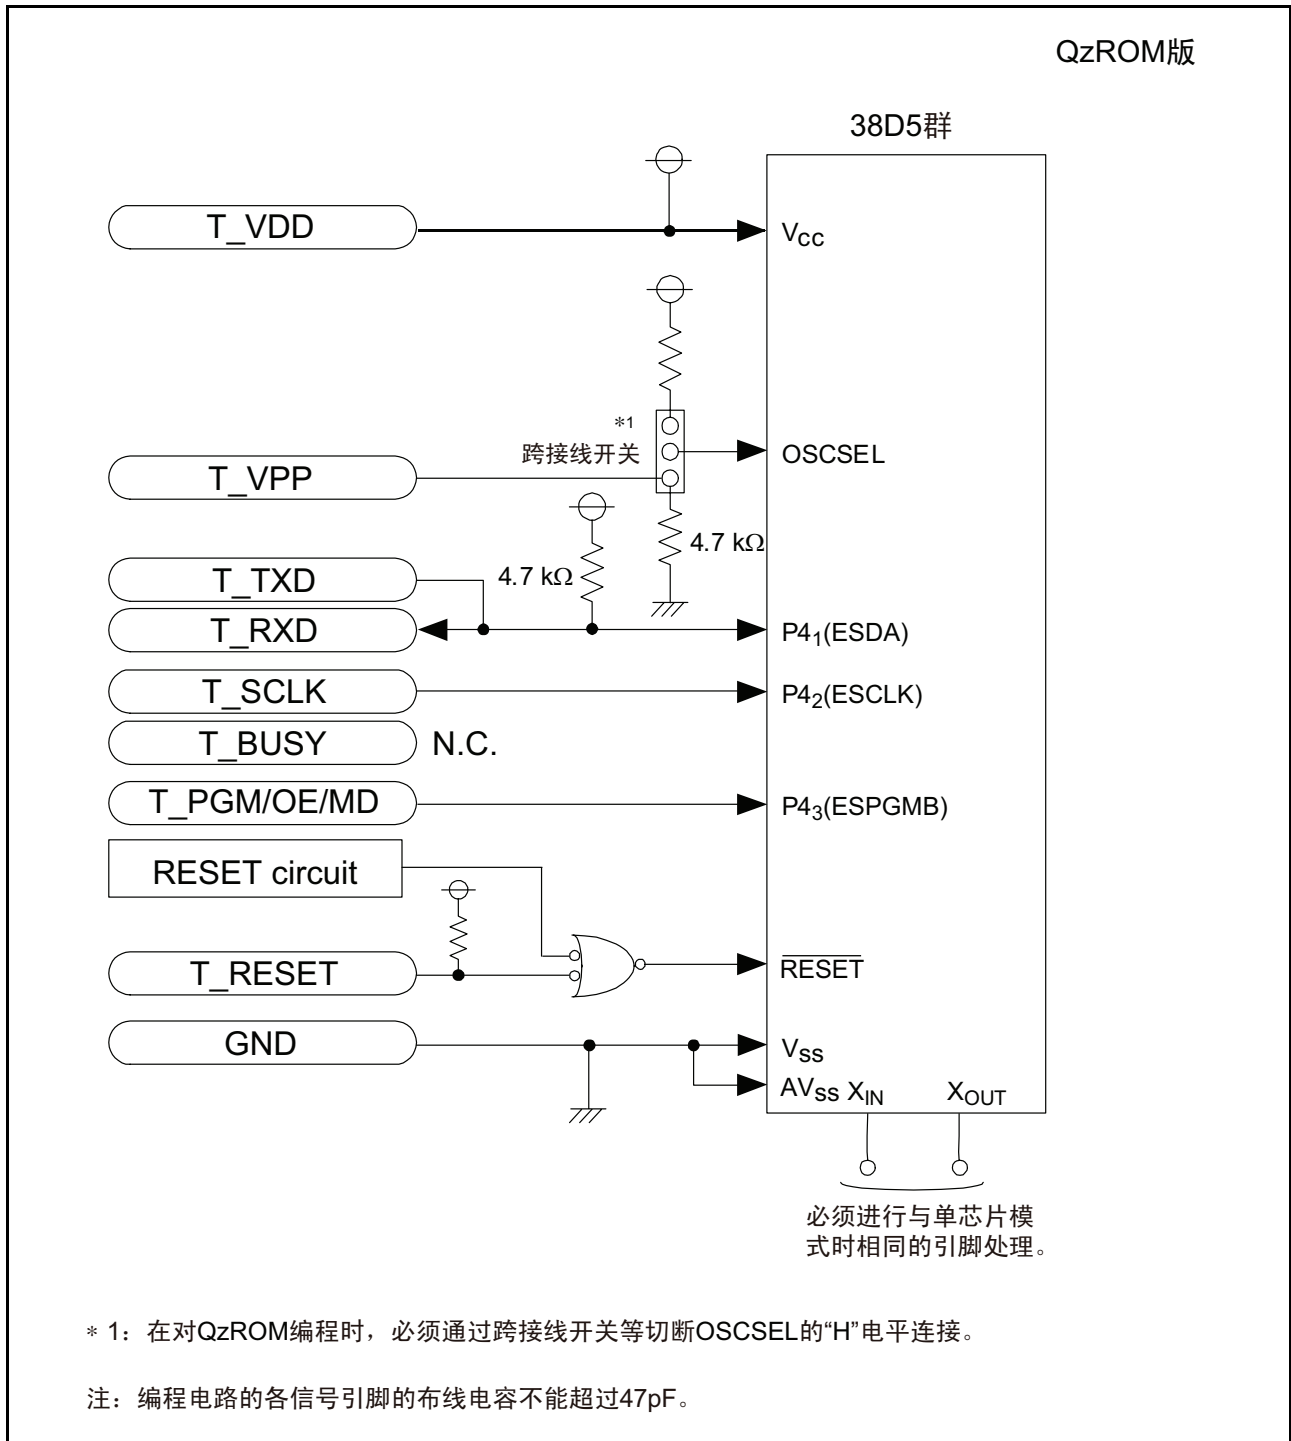 QzROM版
38D5群
T_VDD
VCC
*1
跨接线开关
OSCSEL
T_VPP
4.7 kΩ
T_TXD
4.7 kΩ
T_RXD
P41(ESDA)
T_SCLK
P42(ESCLK)
T_BUSY
N.C.
T_PGM/OE/MD
P43(ESPGMB)
RESET circuit
T_RESET
RESET
GND
VSS
AVSS
XIN
XOUT
必须进行与单芯片模
式时相同的引脚处理。
* 1：在对QzROM编程时，必须通过跨接线开关等切断OSCSEL的“H”电平连接。
注：编程电路的各信号引脚的布线电容不能超过47pF。